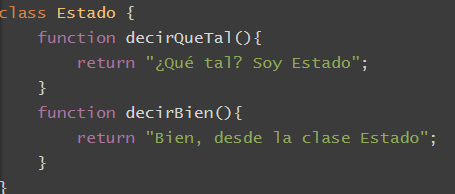 class Estado {
function decirQueTal(){
return "¿Qué tal? Soy Estado";
}
function decirBien(){
return "Bien, desde la clase Estado";
}
}